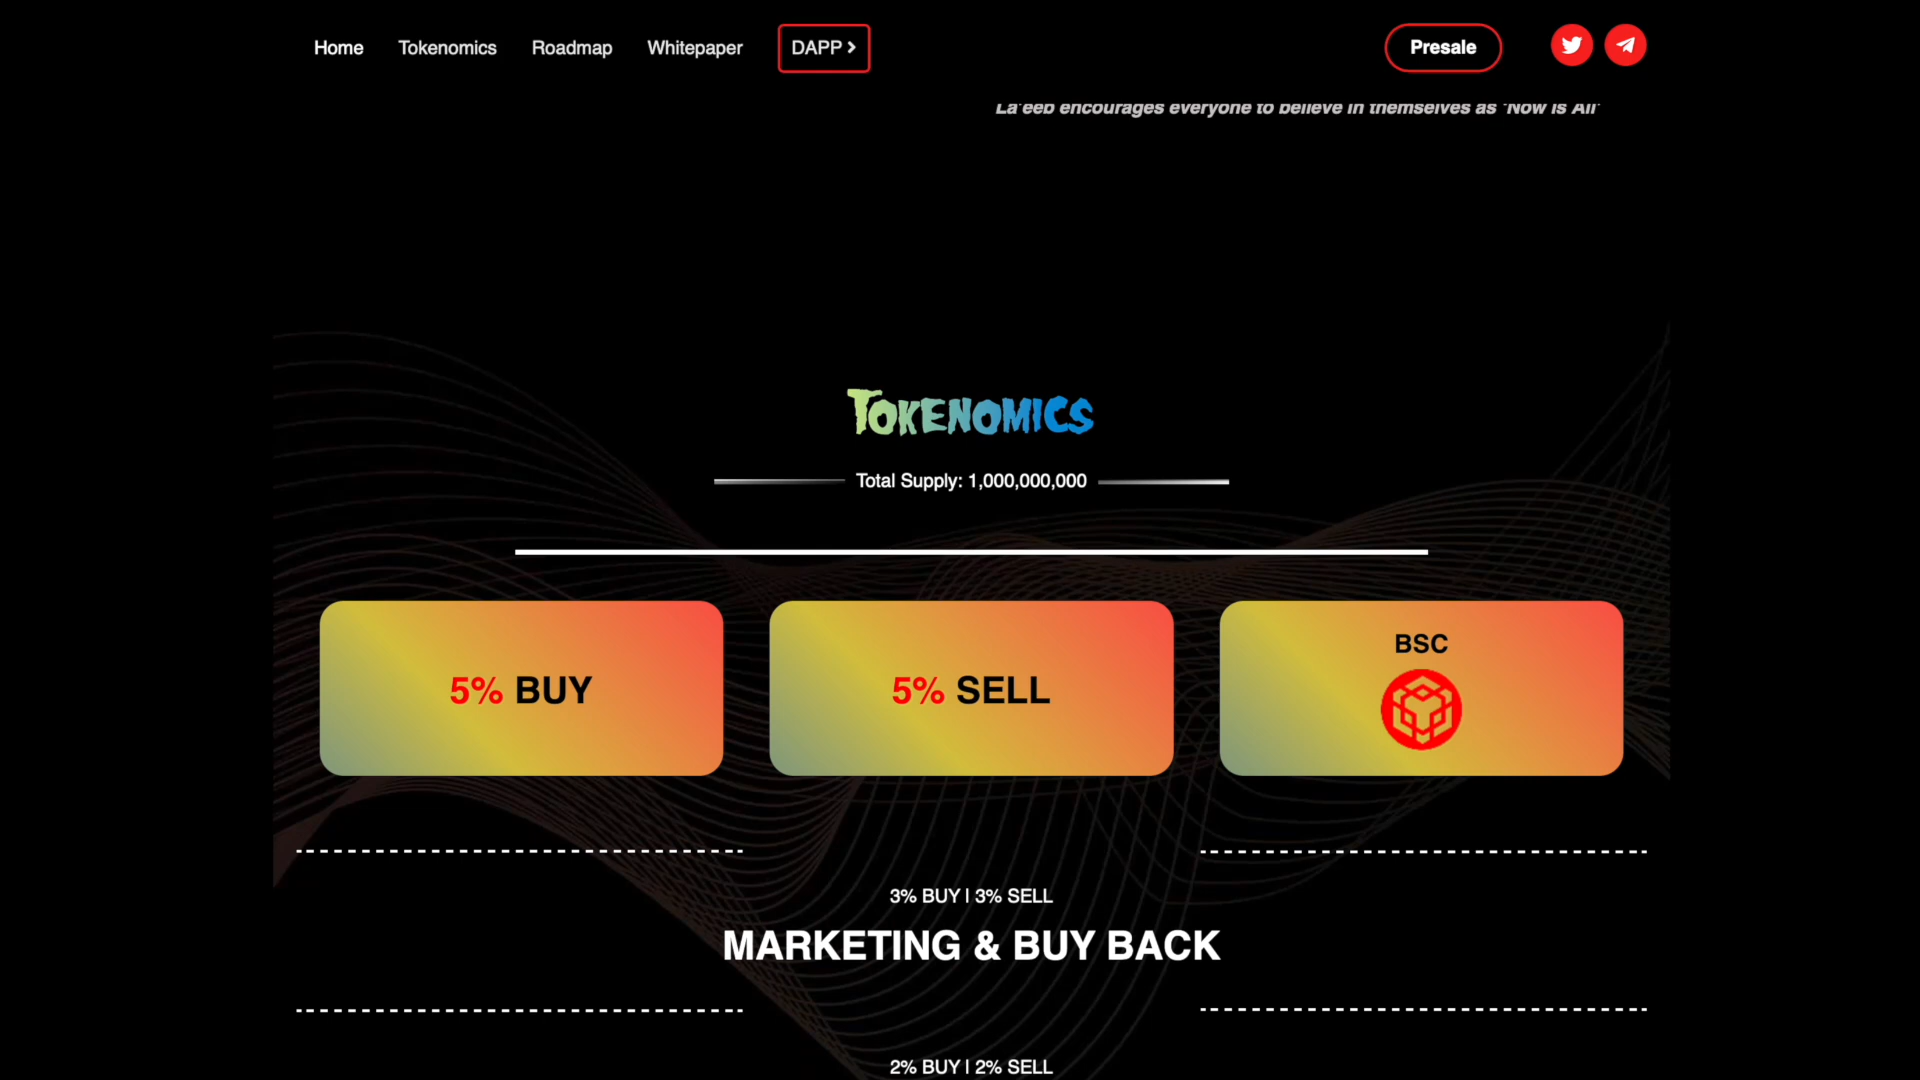 Home
Tokenomics
Roadmap
Whitepaper
DAPP
Presale
La'eeb encourages everyone to believe in themselves as 'Now is All'
TOKENOMICS
Total Supply: 1,000,000,000
5% BUY
5% SELL
BSC
3% BUY | 3% SELL
MARKETING & BUY BACK
2% BUY | 2% SELL